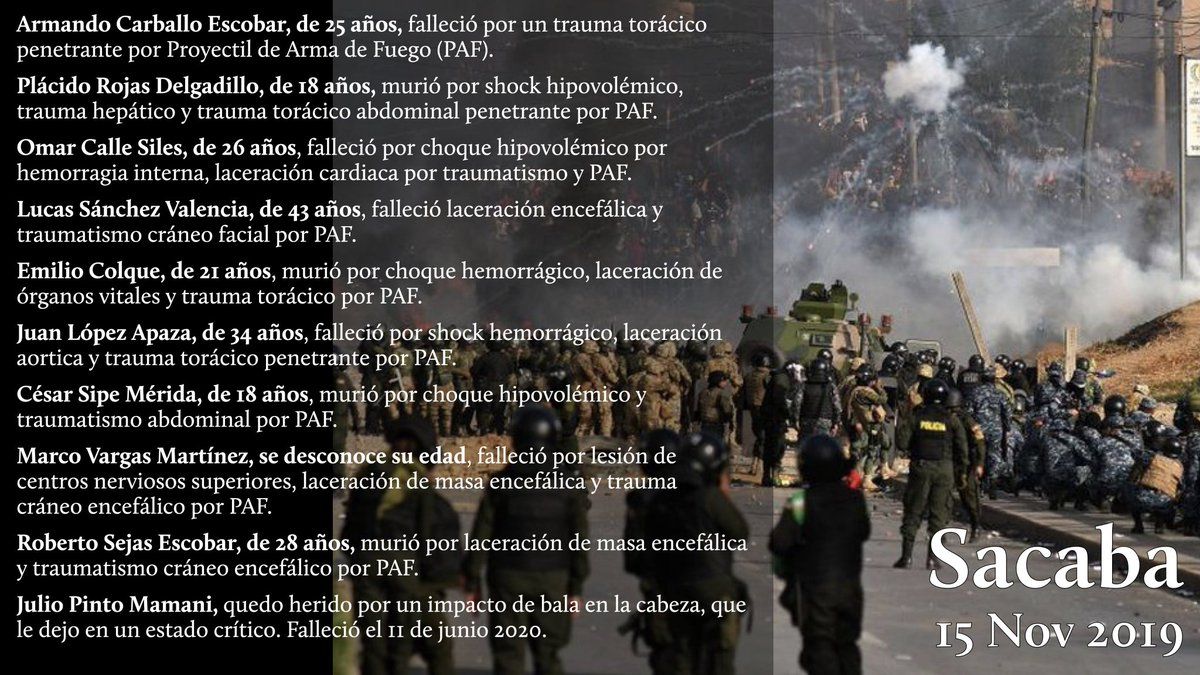 Armando Carballo Escobar, de 25 años, falleció por un trauma torácico
penetrante por Proyectil de Arma de Fuego (PAF).
Plácido Rojas Delgadillo, de 18 años, murió por shock hipovolémico,
trauma hepático y trauma torácico abdominal penetrante por PAF.
Omar Calle Siles, de 26 años, falleció por choque hipovolémico por
hemorragia interna, laceración cardiaca por traumatismo y PAF.
Lucas Sánchez Valencia, de 43 años, falleció laceración encefálica y
traumatismo cráneo facial por PAF.
Emilio Colque, de 21 años, murió por choque hemorrágico, laceración de
órganos vitales y trauma torácico por PAF.
Juan López Apaza, de 34 años, falleció por shock hemorrágico, laceración
aortica y trauma torácico penetrante por PAF.
César Sipe Mérida, de 18 años, murió por choque hipovolémico y
traumatismo abdominal por PAF.
Marco Vargas Martínez, se desconoce su edad, falleció por lesión de
centros nerviosos superiores, laceración de masa encefálica y trauma
cráneo encefálico por PAF.
Roberto Sejas Escobar, de 28 años, murió por laceración de masa encefálica
y traumatismo cráneo encefálico por PAF.
Julio Pinto Mamani, quedo herido por un impacto de bala en la cabeza, que
le dejo en un estado crítico. Falleció el 11 de junio 2020.
POLICIA
Sacaba
15 Nov 2019